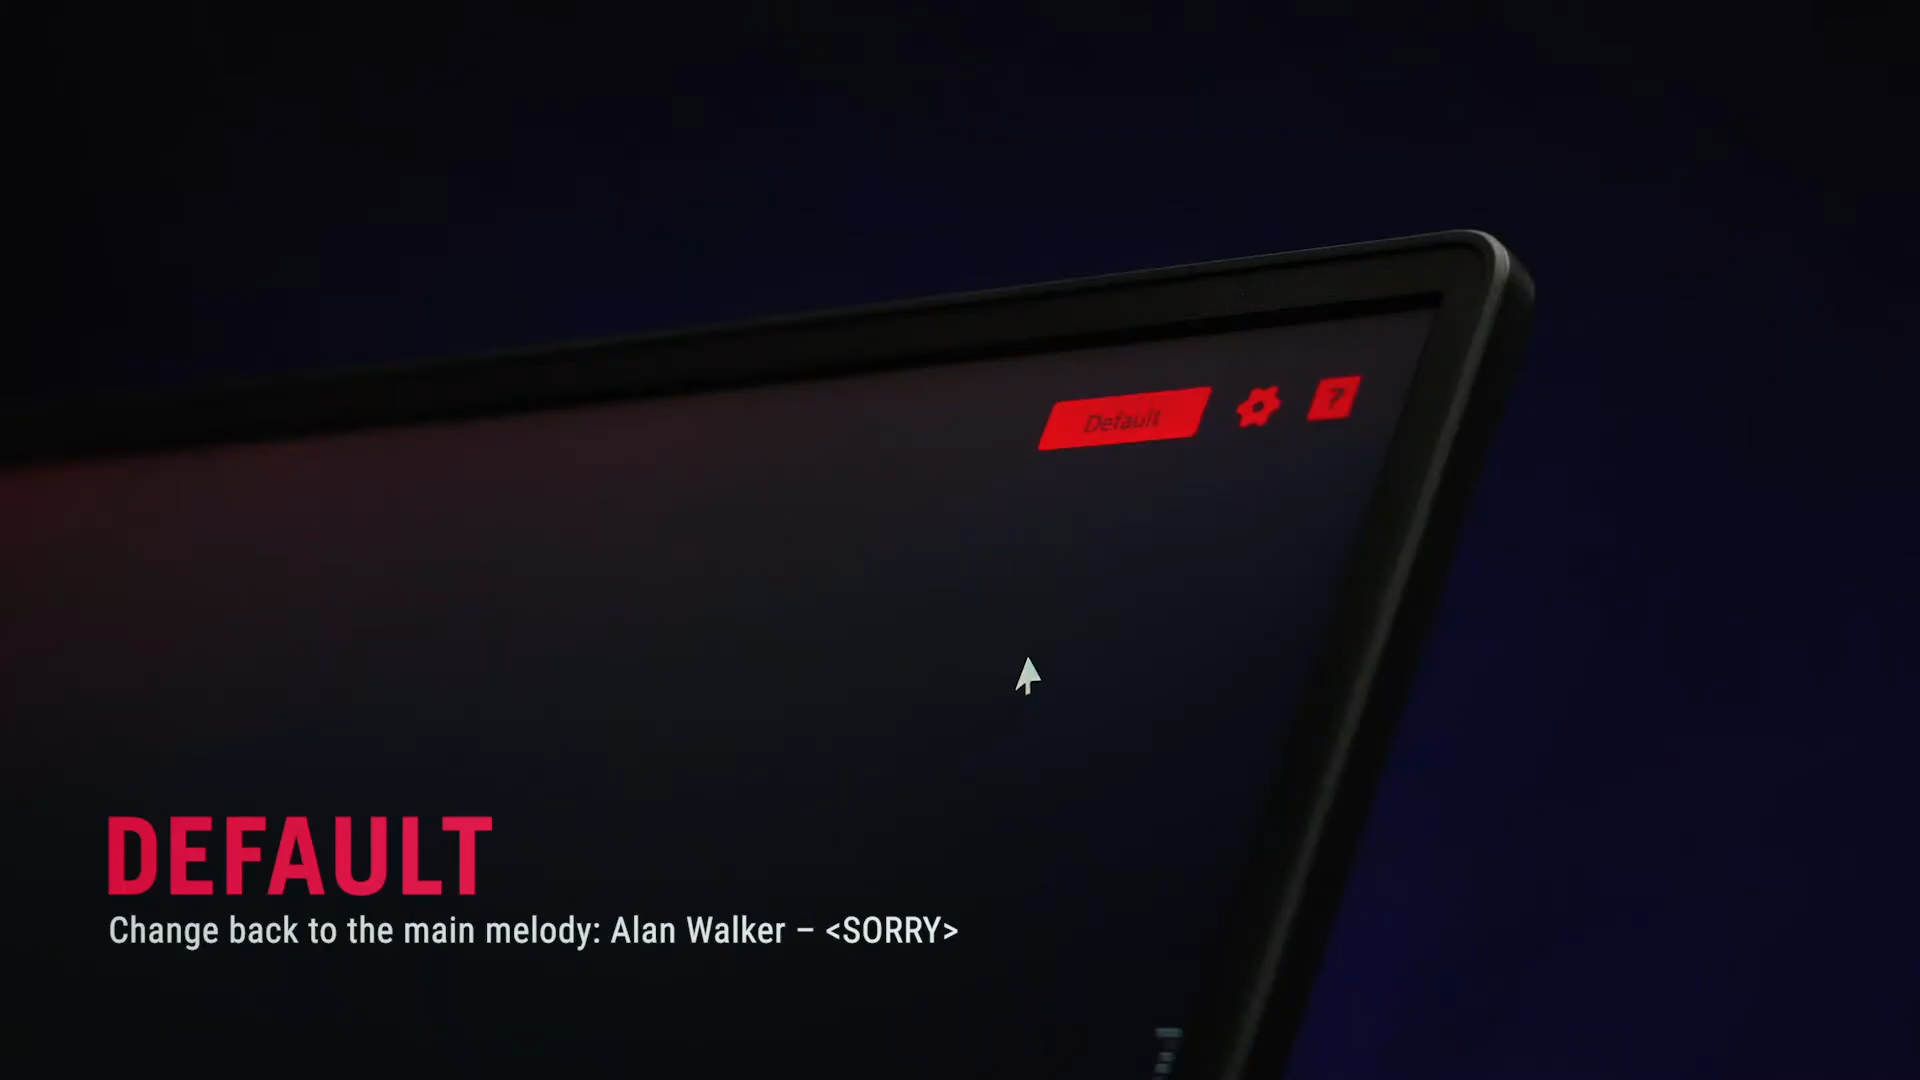 Default
?
DEFAULT
Change back to the main melody: Alan Walker – <SORRY>